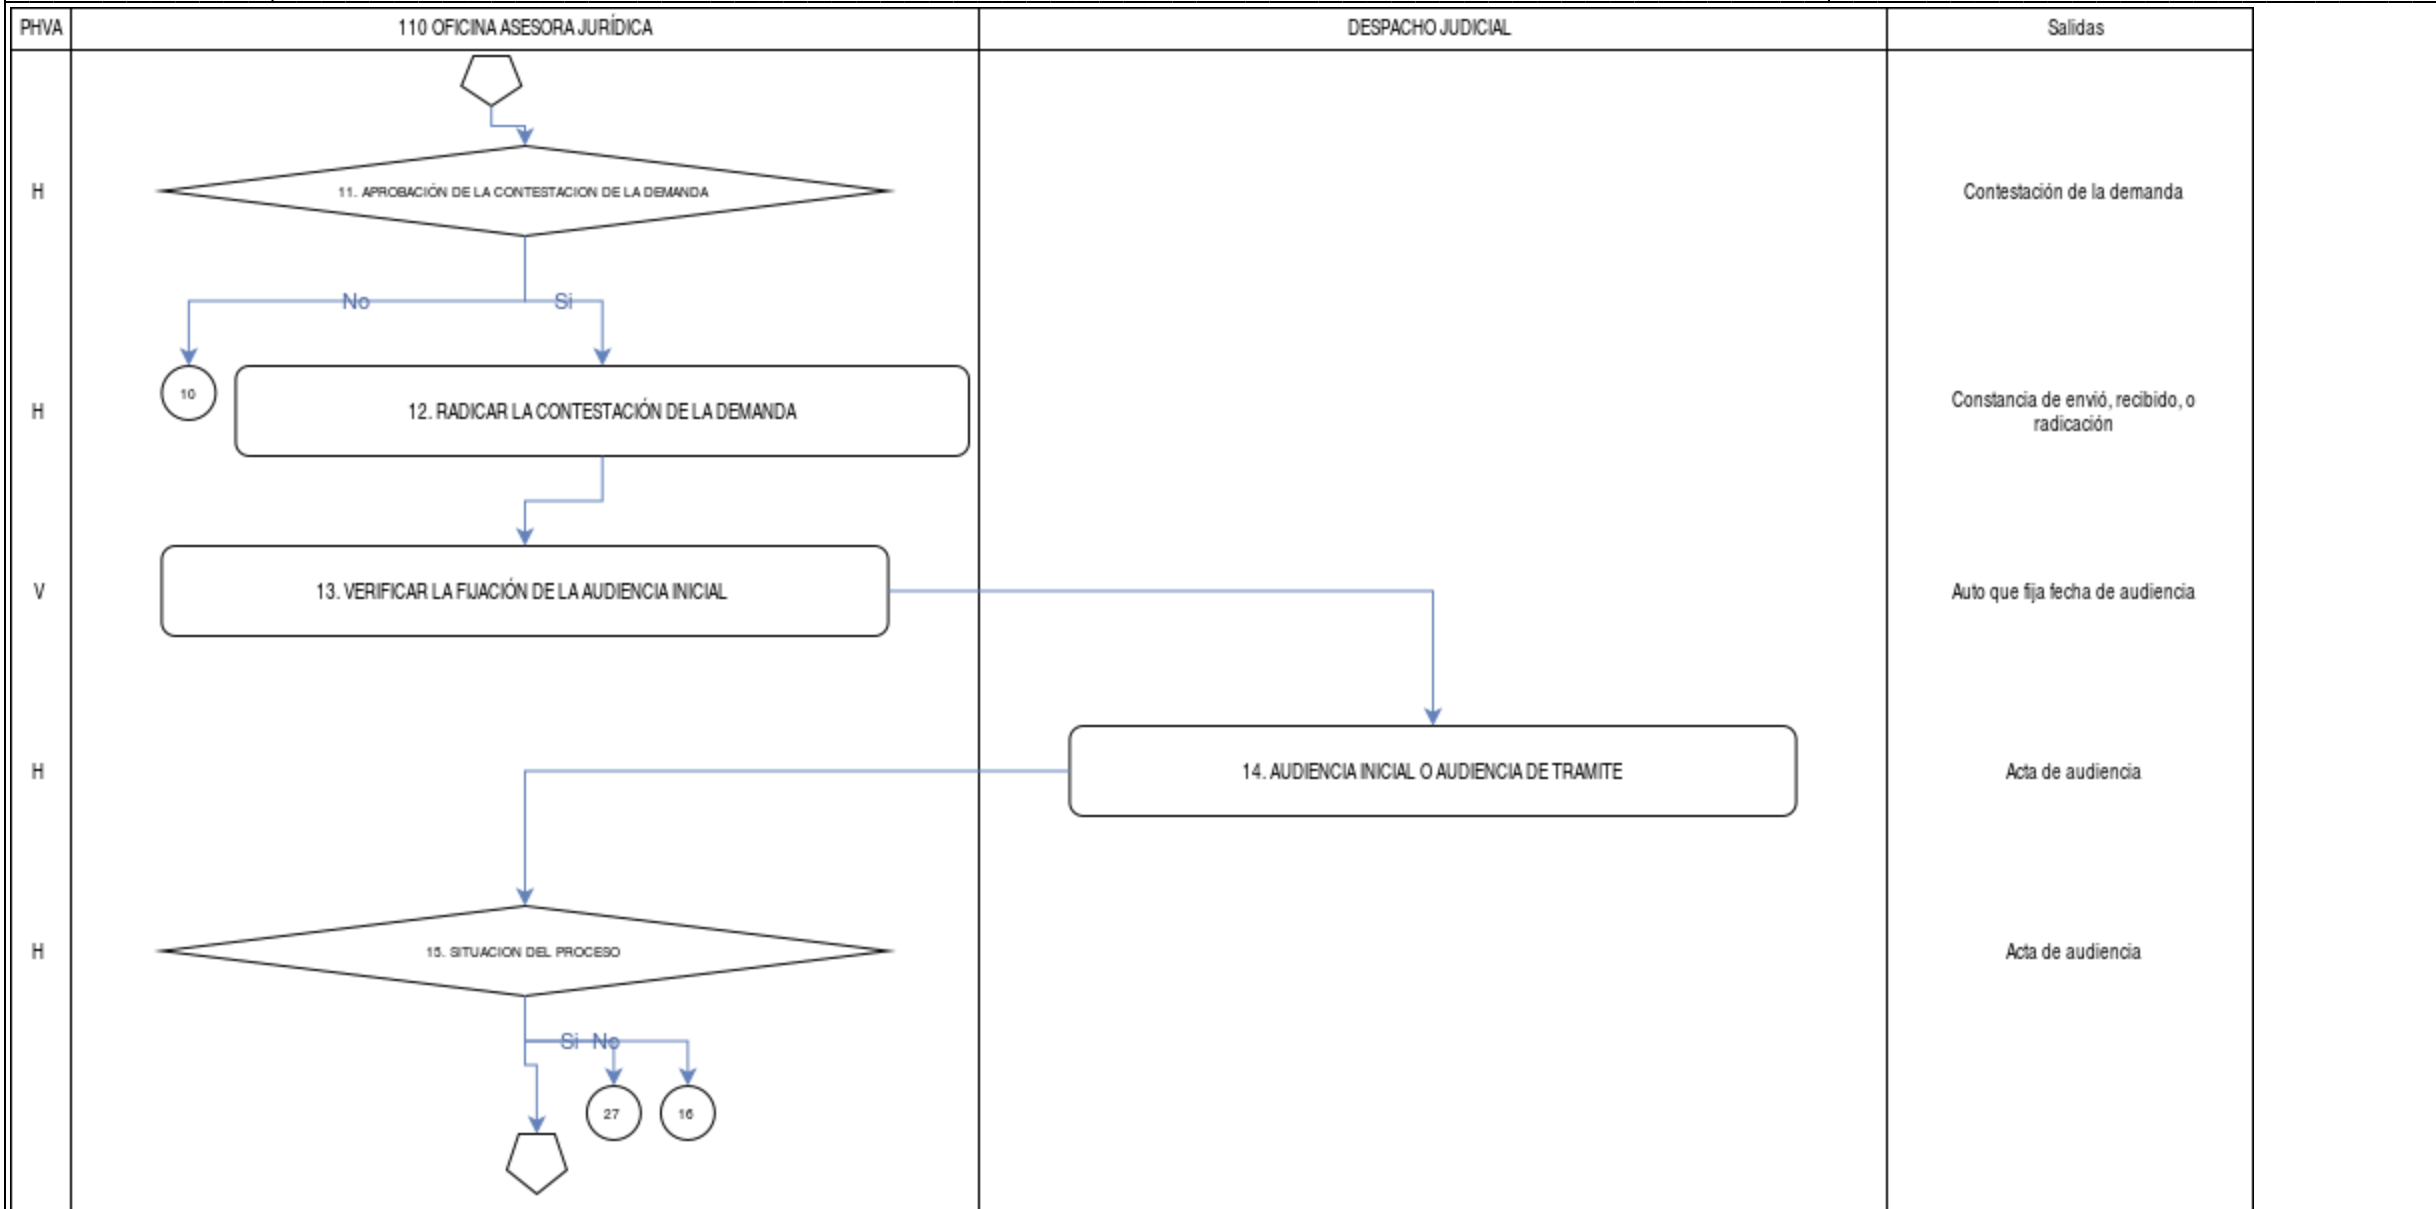 PHVA 110 OFICINA ASESORA JURÍDICA DESPACHO JUDICIAL Salidas
H 11. APROBACIÓN DE LA CONTESTACION DE LA DEMANDA Contestación de la demanda
No Si
10
H 12. RADICAR LA CONTESTACIÓN DE LA DEMANDA Constancia de envió, recibido, o
radicación
V 13. VERIFICAR LA FIJACIÓN DE LA AUDIENCIA INICIAL Auto que fija fecha de audiencia
H 14. AUDIENCIA INICIAL O AUDIENCIA DE TRAMITE Acta de audiencia
H 15. SITUACION DEL PROCESO Acta de audiencia
Si No
27 16